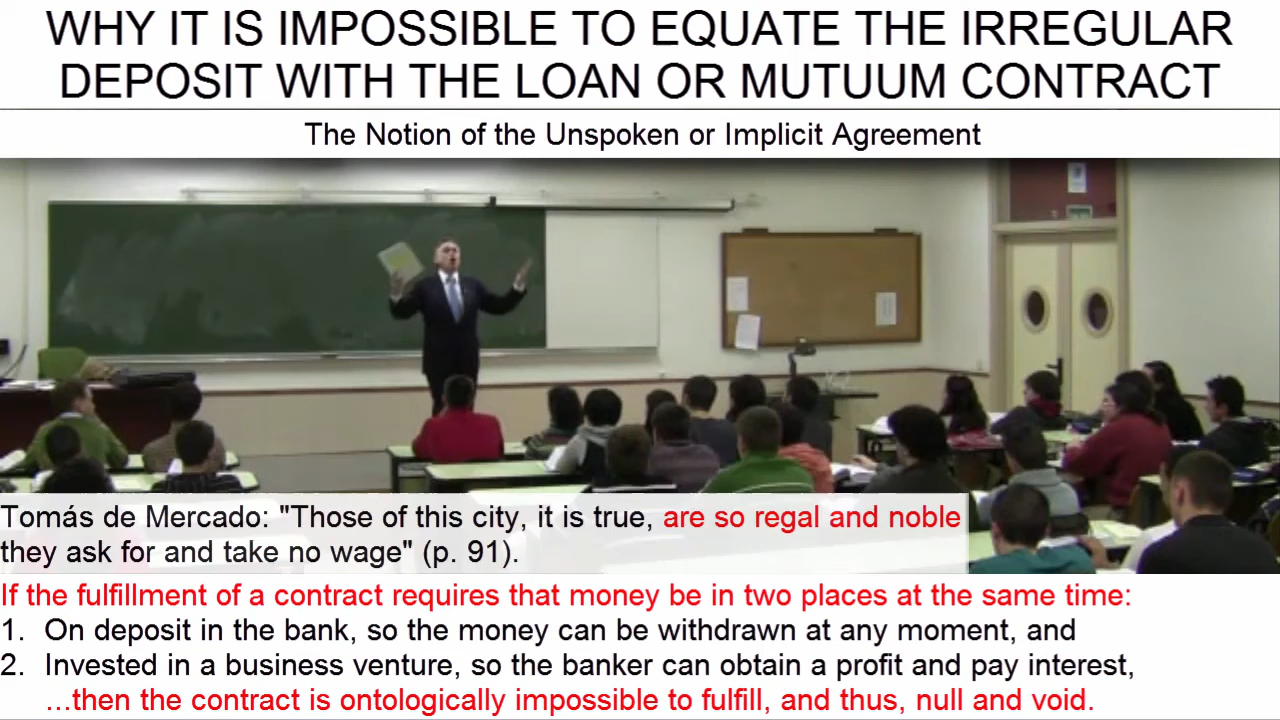 WHY IT IS IMPOSSIBLE TO EQUATE THE IRREGULAR
DEPOSIT WITH THE LOAN OR MUTUUM CONTRACT
The Notion of the Unspoken or Implicit Agreement
Tomás de Mercado: "Those of this city, it is true, are so regal and noble
they ask for and take no wage" (p. 91).
If the fulfillment of a contract requires that money be in two places at the same time:
1. On deposit in the bank, so the money can be withdrawn at any moment, and
2. Invested in a business venture, so the banker can obtain a profit and pay interest,
...then the contract is ontologically impossible to fulfill, and thus, null and void.